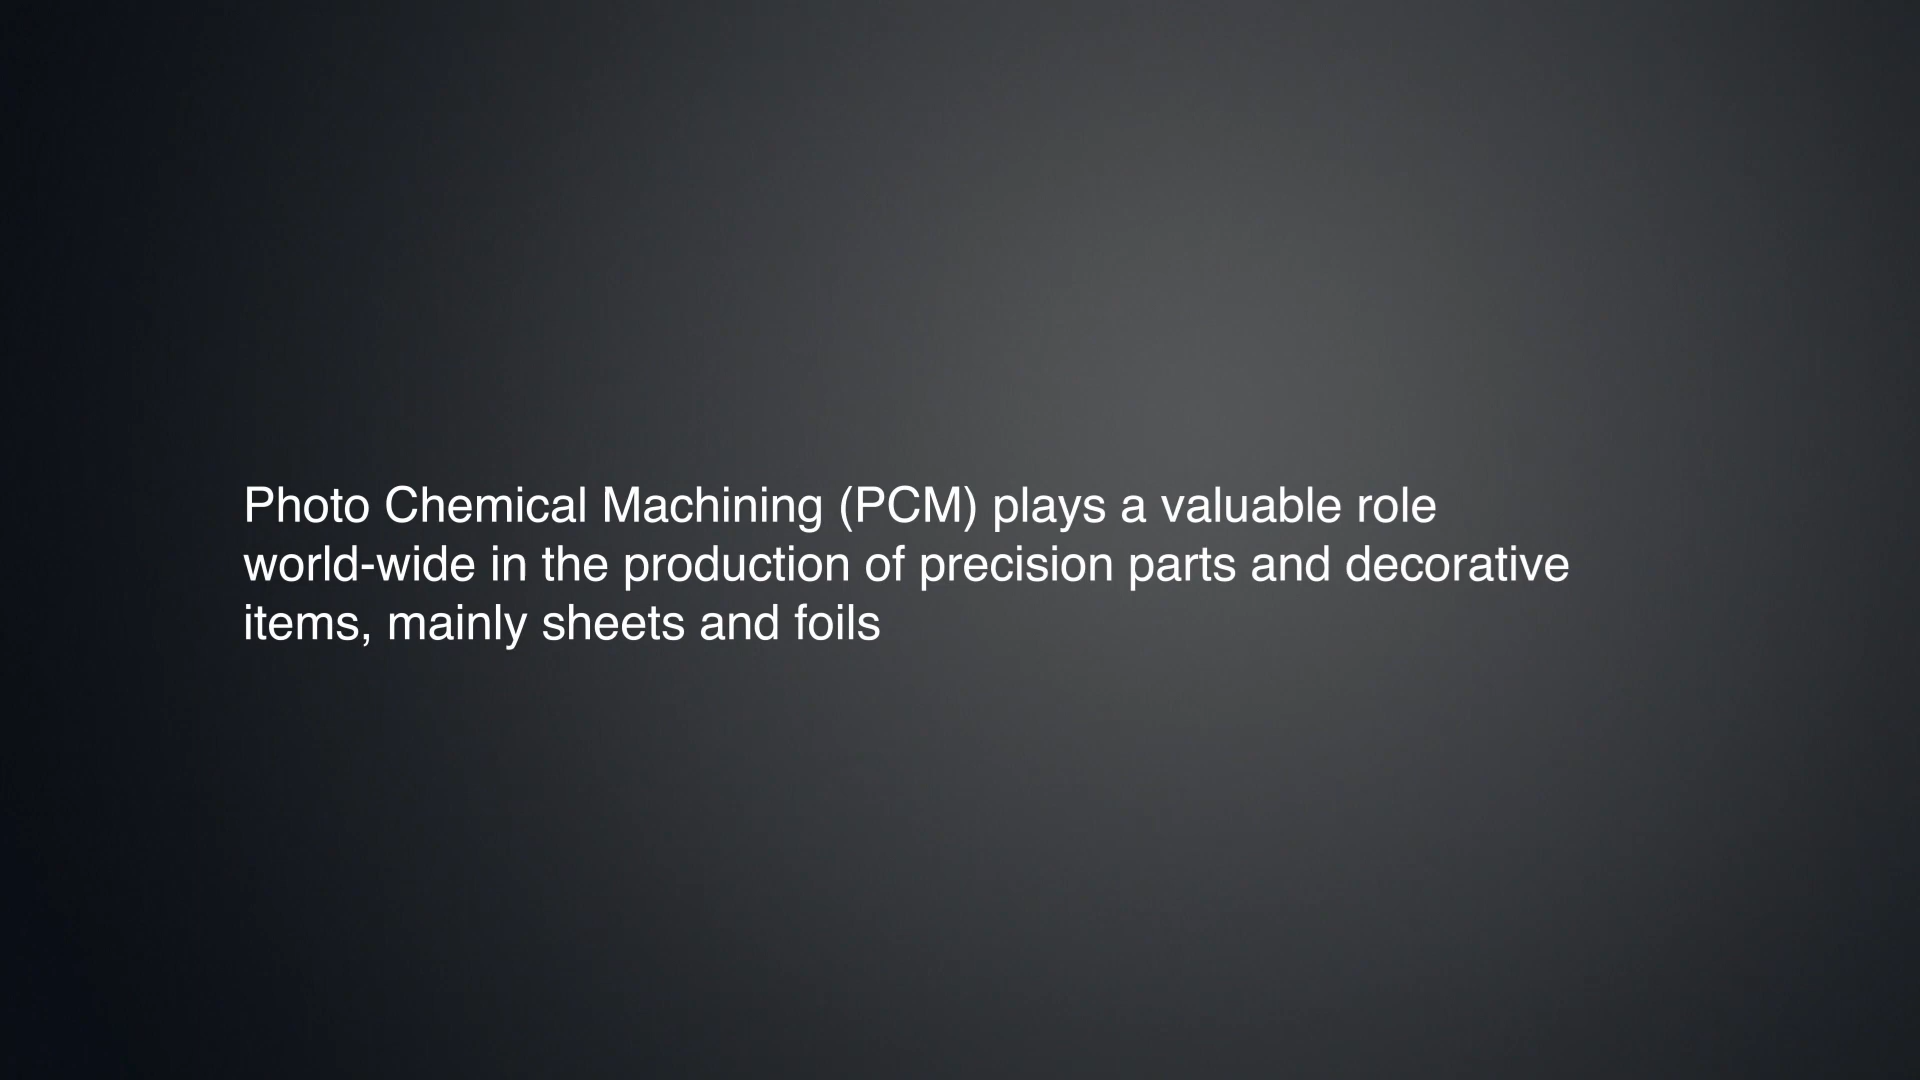 Photo Chemical Machining (PCM) plays a valuable role
world-wide in the production of precision parts and decorative
items, mainly sheets and foils